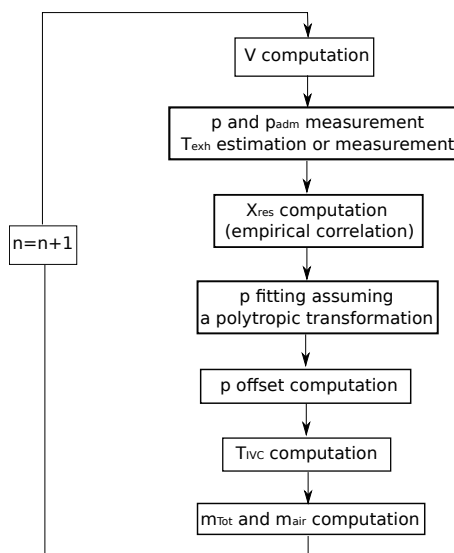 V computation
p and padm measurement
Texh estimation or measurement
Xres computation
(empirical correlation)
n=n+1
p fitting assuming
a polytropic transformation
p offset computation
TIVC computation
mTot and mair computation